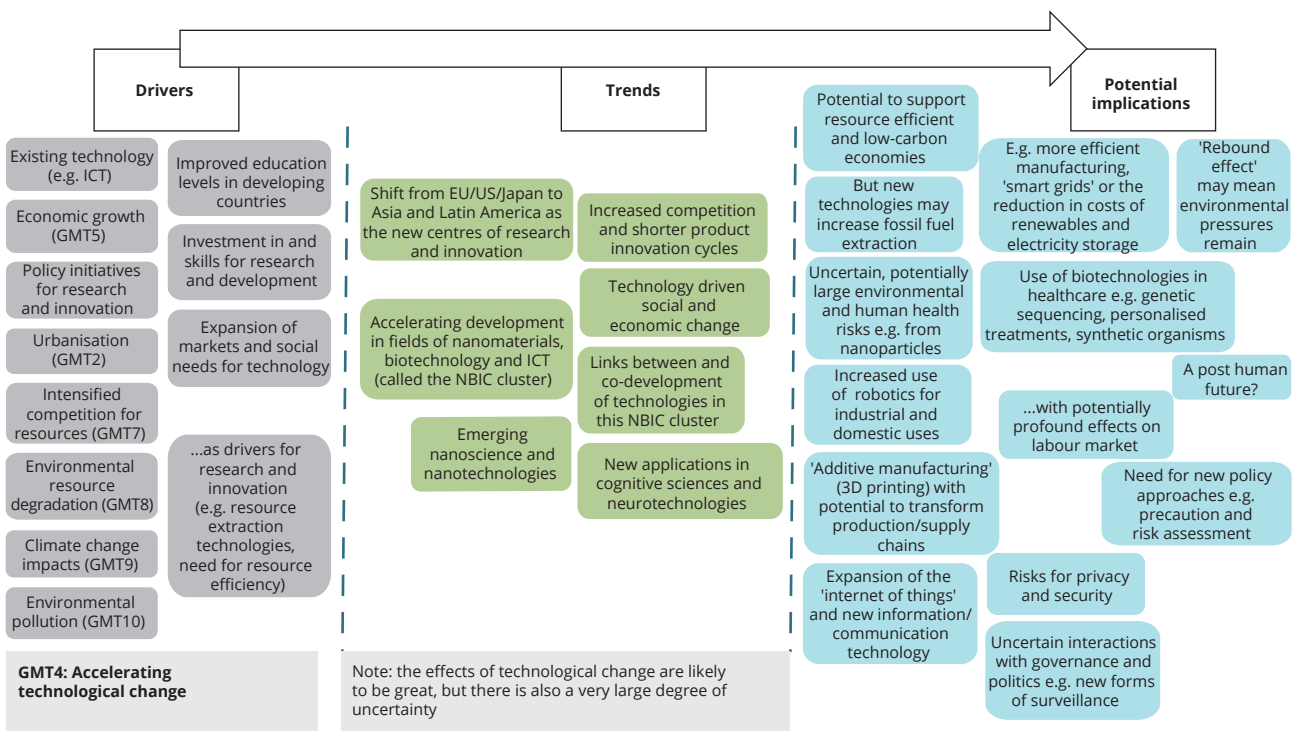 Drivers
Trends
Potential
implications
Existing technology
(e.g. ICT)
Economic growth
(GMT5)
Policy initiatives
for research
and innovation
Urbanisation
(GMT2)
Intensified
competition for
resources (GMT7)
Environmental
resource
degradation (GMT8)
Climate change
impacts (GMT9)
Environmental
pollution (GMT10)
Improved education
levels in developing
countries
Investment in and
skills for research
and development
Expansion of
markets and social
needs for technology
...as drivers for
research and
innovation
(e.g. resource
extraction
technologies,
need for resource
efficiency)
Shift from EU/US/Japan to
Asia and Latin America as
the new centres of research
and innovation
Accelerating development
in fields of nanomaterials,
biotechnology and ICT
(called the NBIC cluster)
Emerging
nanoscience and
nanotechnologies
Increased competition
and shorter product
innovation cycles
Technology driven
social and
economic change
Links between and
co-development
of technologies in
this NBIC cluster
New applications in
cognitive sciences and
neurotechnologies
Potential to support
resource efficient
and low-carbon
economies
But new
technologies may
increase fossil fuel
extraction
Uncertain, potentially
large environmental
and human health
risks e.g. from
nanoparticles
Increased use
of robotics for
industrial and
domestic uses
'Additive manufacturing'
(3D printing) with
potential to transform
production/supply
chains
Expansion of the
'internet of things'
and new information/
communication
technology
E.g. more efficient
manufacturing,
'smart grids' or the
reduction in costs of
renewables and
electricity storage
'Rebound
effect'
may mean
environmental
pressures
remain
Use of biotechnologies in
healthcare e.g. genetic
sequencing, personalised
treatments, synthetic organisms
A post human
future?
...with potentially
profound effects on
labour market
Need for new policy
approaches e.g.
precaution and
risk assessment
Risks for privacy
and security
Uncertain interactions
with governance and
politics e.g. new forms
of surveillance
GMT4: Accelerating
technological change
Note: the effects of technological change are likely
to be great, but there is also a very large degree of
uncertainty